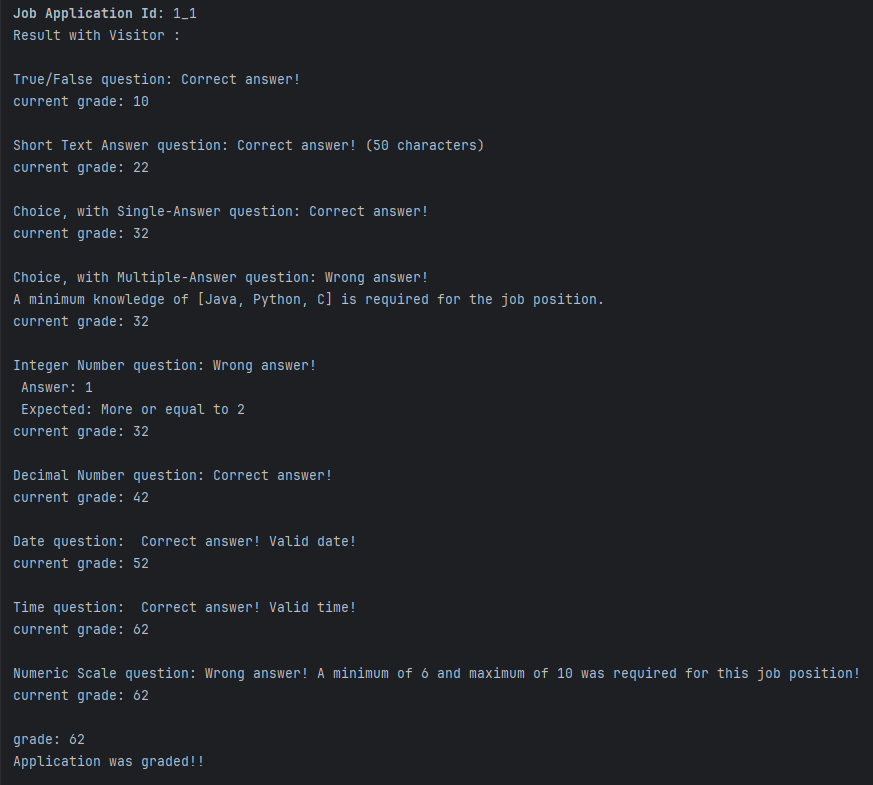 Job Application Id: 1_1
Result with Visitor :
True/False question: Correct answer!
current grade: 10
Short Text Answer question: Correct answer! (50 characters)
current grade: 22
Choice, with Single-Answer question: Correct answer!
current grade: 32
Choice, with Multiple-Answer question: Wrong answer!
A minimum knowledge of [Java, Python, C] is required for the job position.
current grade: 32
Integer Number question: Wrong answer!
Answer: 1
Expected: More or equal to 2
current grade: 32
Decimal Number question: Correct answer!
current grade: 42
Date question:  Correct answer! Valid date!
current grade: 52
Time question:  Correct answer! Valid time!
current grade: 62
Numeric Scale question: Wrong answer! A minimum of 6 and maximum of 10 was required for this job position!
current grade: 62
grade: 62
Application was graded!!